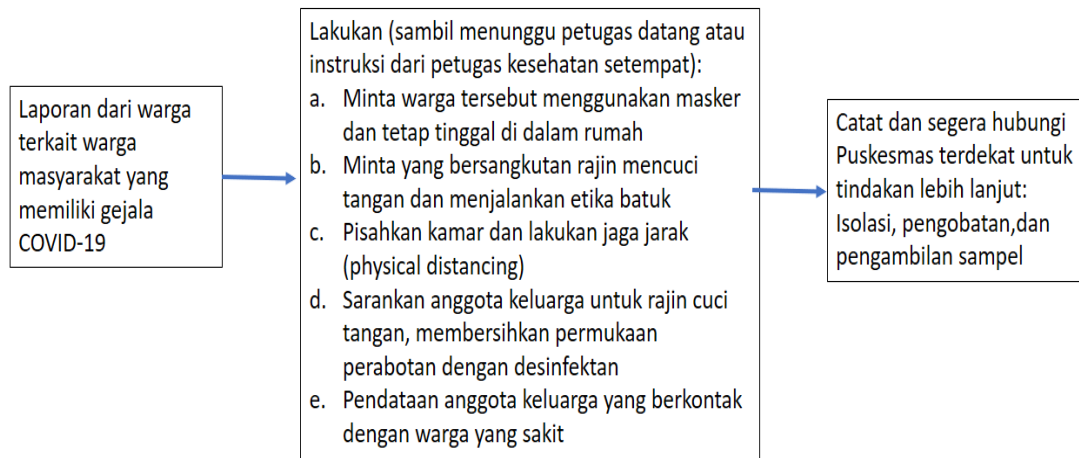 Laporan dari warga
terkait warga
masyarakat yang
memiliki gejala
COVID-19
Lakukan (sambil menunggu petugas datang atau
instruksi dari petugas kesehatan setempat):
a. Minta warga tersebut menggunakan masker
dan tetap tinggal di dalam rumah
b. Minta yang bersangkutan rajin mencuci
tangan dan menjalankan etika batuk
c. Pisahkan kamar dan lakukan jaga jarak
(physical distancing)
d. Sarankan anggota keluarga untuk rajin cuci
tangan, membersihkan permukaan
perabotan dengan desinfektan
e. Pendataan anggota keluarga yang berkontak
dengan warga yang sakit
Catat dan segera hubungi
Puskesmas terdekat untuk
tindakan lebih lanjut:
Isolasi, pengobatan,dan
pengambilan sampel